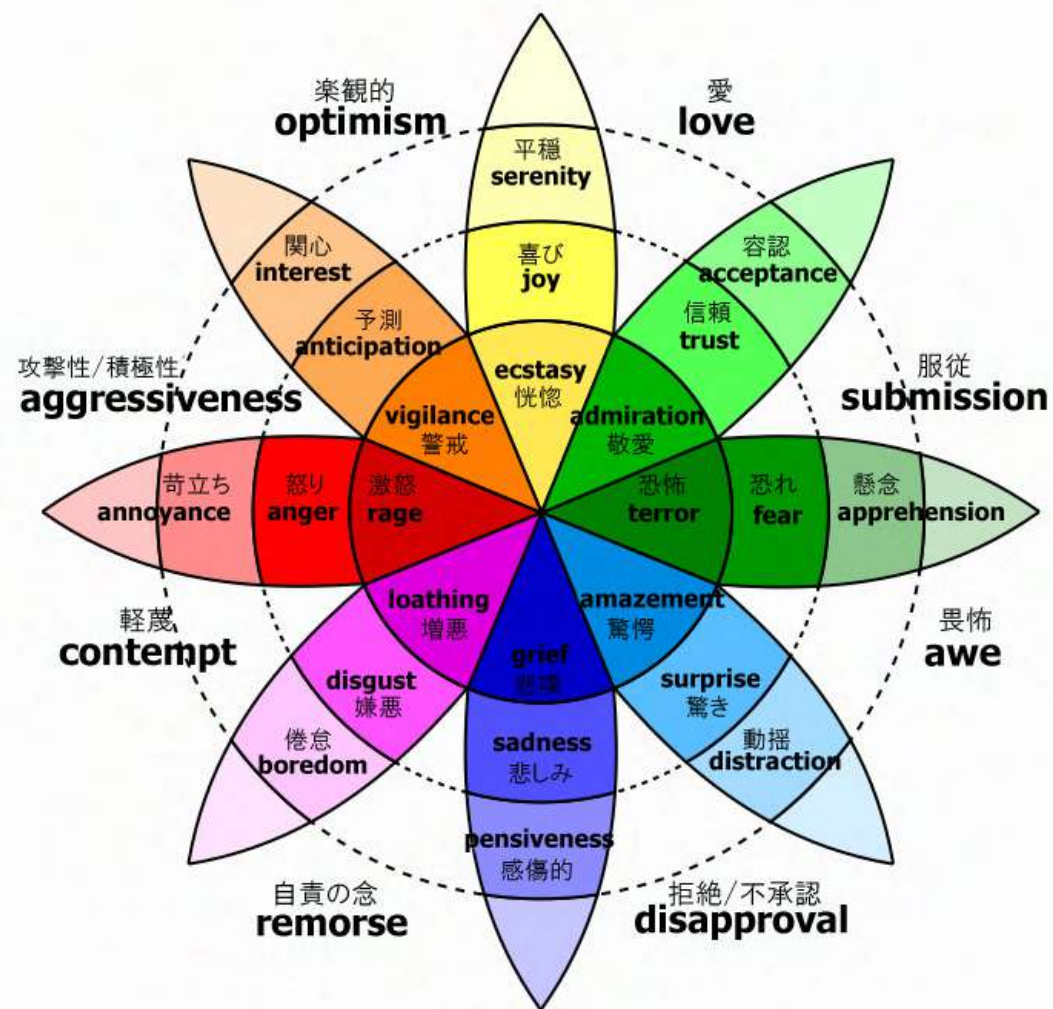 楽観的
optimism
愛
love
平穏
serenity
関心
interest
容認
acceptance
喜び
joy
予測
anticipation
信頼
trust
攻撃性/積極性
aggressiveness
服従
submission
ecstasy
恍惚
vigilance
警戒
admiration
敬愛
苛立ち
annoyance
怒り
anger
激怒
rage
恐怖
terror
恐れ
fear
懸念
apprehension
loathing
増悪
amazement
驚愕
軽蔑
contempt
畏怖
awe
grief
悲嘆
disgust
嫌悪
surprise
驚き
倦怠
boredom
sadness
悲しみ
動揺
distraction
pensiveness
感傷的
自責の念
remorse
拒絶/不承認
disapproval